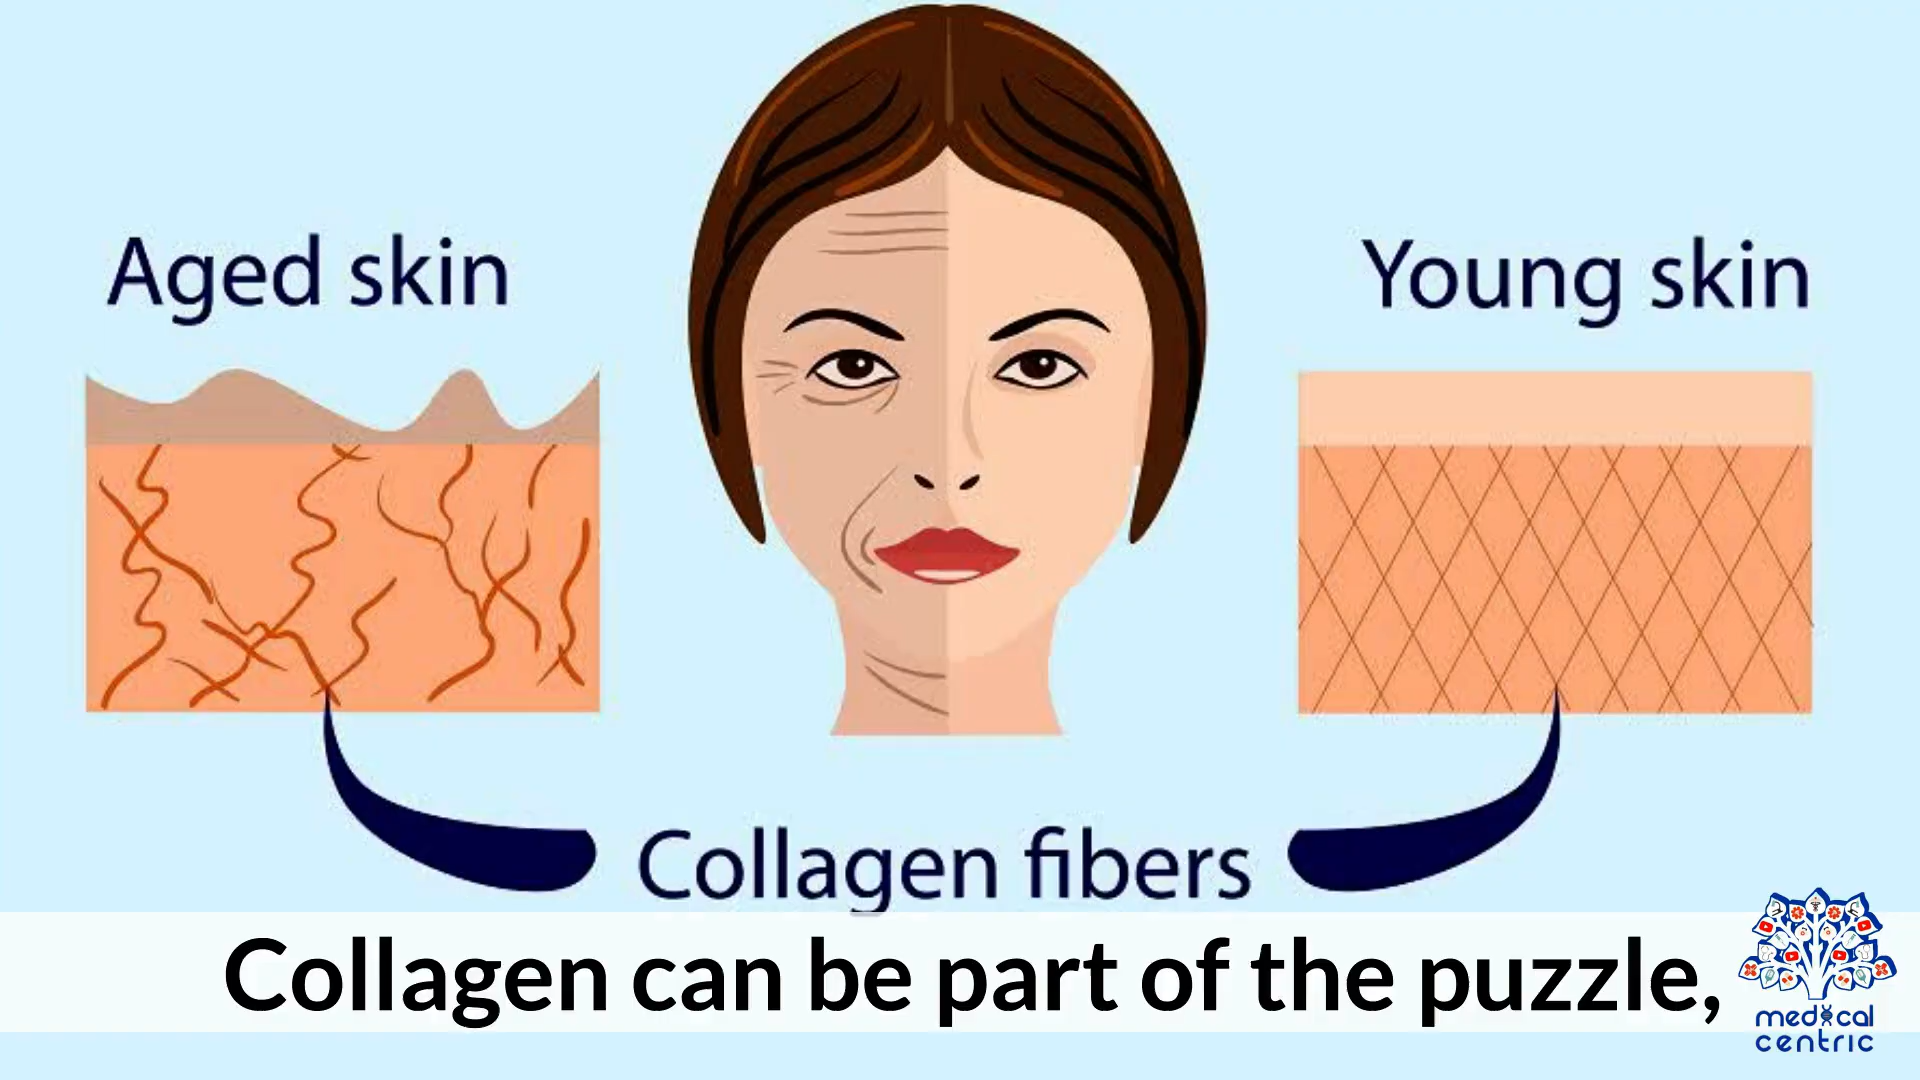 Aged skin
Young skin
Collagen fibers
Collagen can be part of the puzzle,
medical
centric